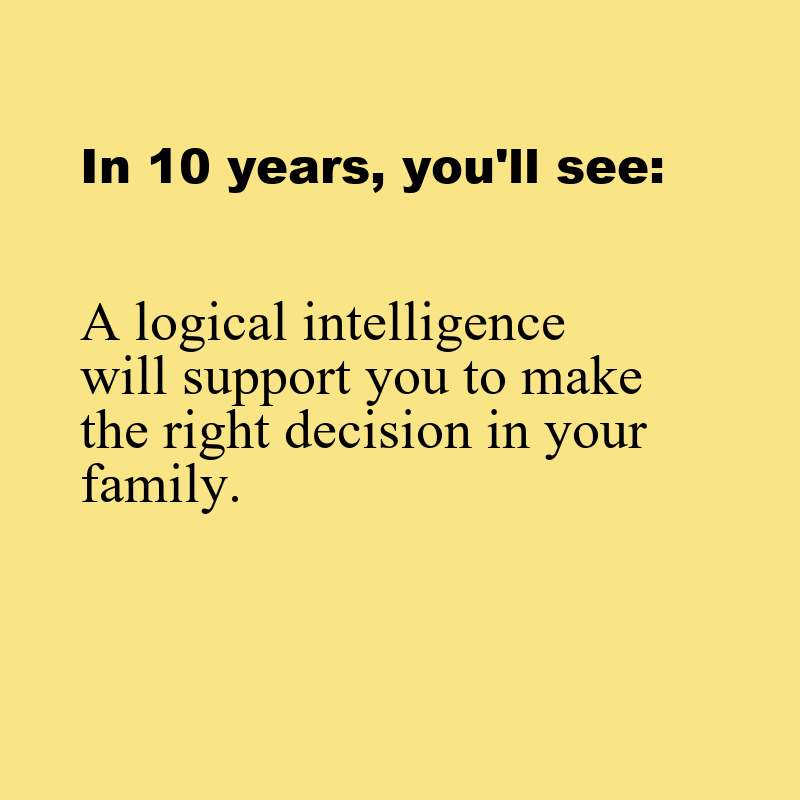 In 10 years, you'll see:
A logical intelligence
will support you to make
the right decision in your
family.